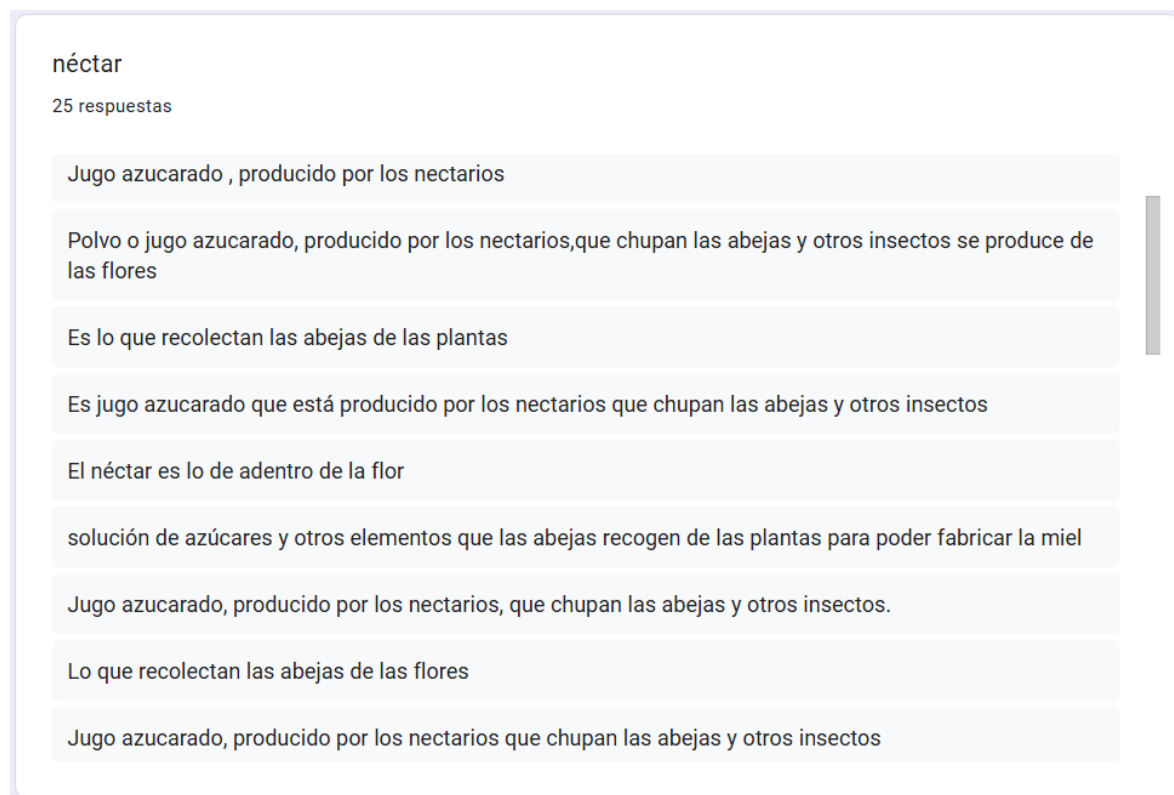 néctar
25 respuestas
Jugo azucarado , producido por los nectarios
Polvo o jugo azucarado, producido por los nectarios,que chupan las abejas y otros insectos se produce de
las flores
Es lo que recolectan las abejas de las plantas
Es jugo azucarado que está producido por los nectarios que chupan las abejas y otros insectos
El néctar es lo de adentro de la flor
solución de azúcares y otros elementos que las abejas recogen de las plantas para poder fabricar la miel
Jugo azucarado, producido por los nectarios, que chupan las abejas y otros insectos.
Lo que recolectan las abejas de las flores
Jugo azucarado, producido por los nectarios que chupan las abejas y otros insectos